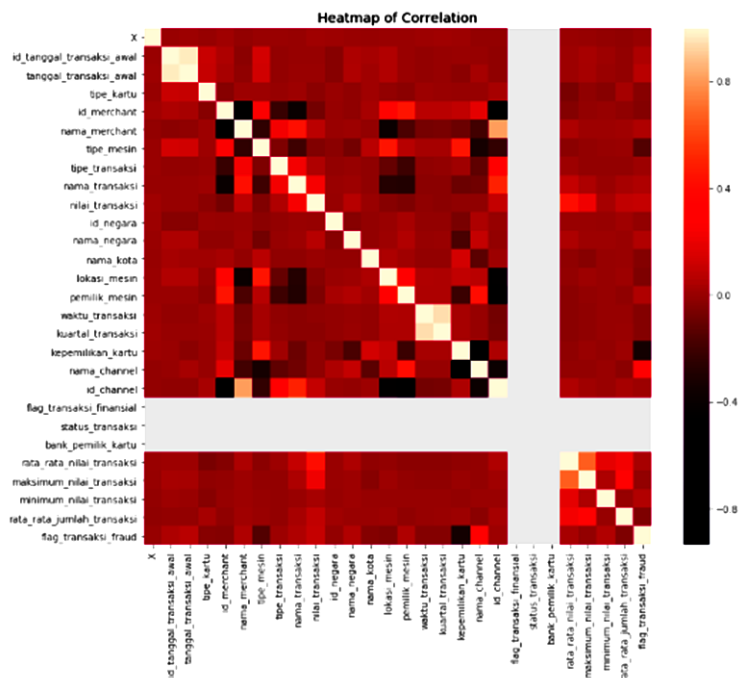 Heatmap of Correlation
X
id_tanggal_transaksi_awal
tanggal_transaksi_awal
tipe_kartu
id_merchant
nama_merchant
tipe_mesin
tipe_transaksi
nama_transaksi
nilai_transaksi
id_negara
nama_negara
nama_kota
lokasi_mesin
pemilik_mesin
waktu_transaksi
kuartal_transaksi
kepemilikan_kartu
nama_channel
id_channel
flag_transaksi_finansial
status_transaksi
bank_pemilik_kartu
rata_rata_nilai_transaksi
maksimum_nilai_transaksi
minimum_nilai_transaksi
rata_rata_jumlah_transaksi
flag_transaksi_fraud
X
id_tanggal_transaksi_awal
tanggal_transaksi_awal
tipe_kartu
id_merchant
nama_merchant
tipe_mesin
tipe_transaksi
nama_transaksi
nilai_transaksi
id_negara
nama_negara
nama_kota
lokasi_mesin
pemilik_mesin
waktu_transaksi
kuartal_transaksi
kepemilikan_kartu
nama_channel
id_channel
flag_transaksi_finansial
status_transaksi
bank_pemilik_kartu
rata_rata_nilai_transaksi
maksimum_nilai_transaksi
minimum_nilai_transaksi
rata_rata_jumlah_transaksi
flag_transaksi_fraud
0.8
0.4
0.0
−0.4
−0.8